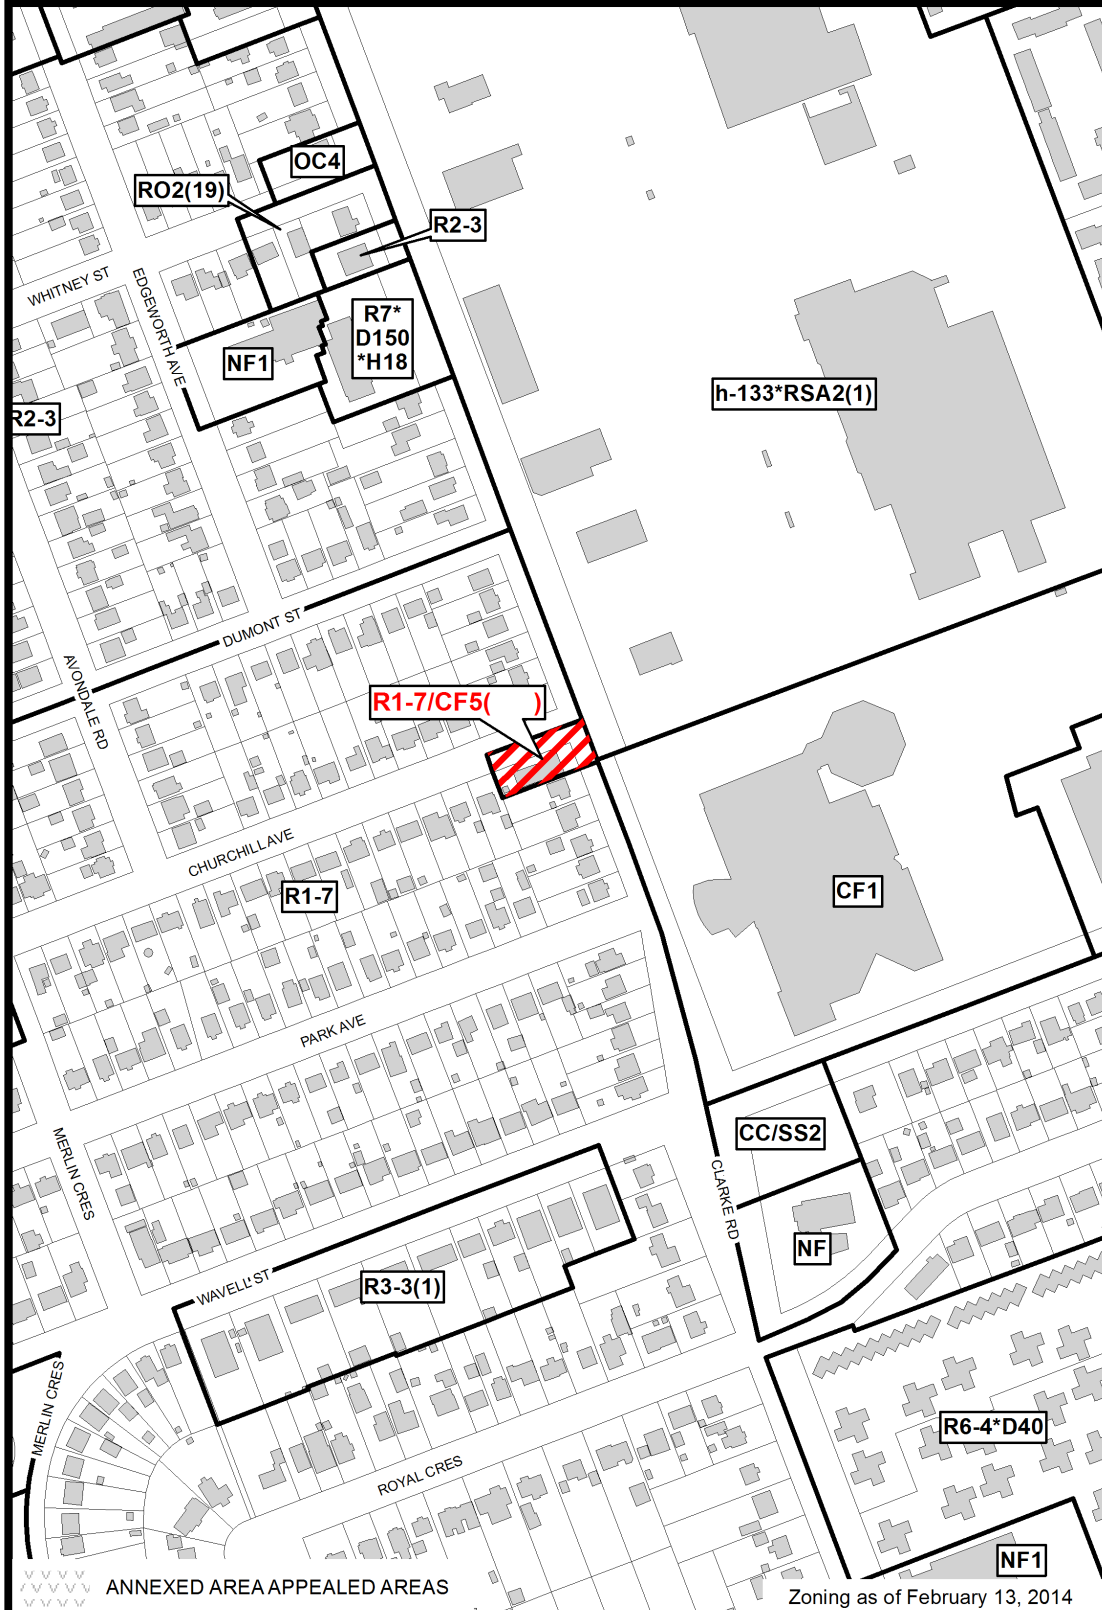 OC4
RO2(19)
R2-3
WHITNEY ST
EDGEWORTH AVE
R7*
D150
*H18
NF1
h-133*RSA2(1)
R2-3
DUMONT ST
AVONDALE RD
R1-7/CF5( )
CHURCHILL AVE
R1-7
CF1
PARK AVE
CC/SS2
MERLIN CRES
CLARKE RD
NF
WAVELL ST
R3-3(1)
MERLIN CRES
R6-4*D40
ROYAL CRES
NF1
ANNEXED AREA APPEALED AREAS
Zoning as of February 13, 2014